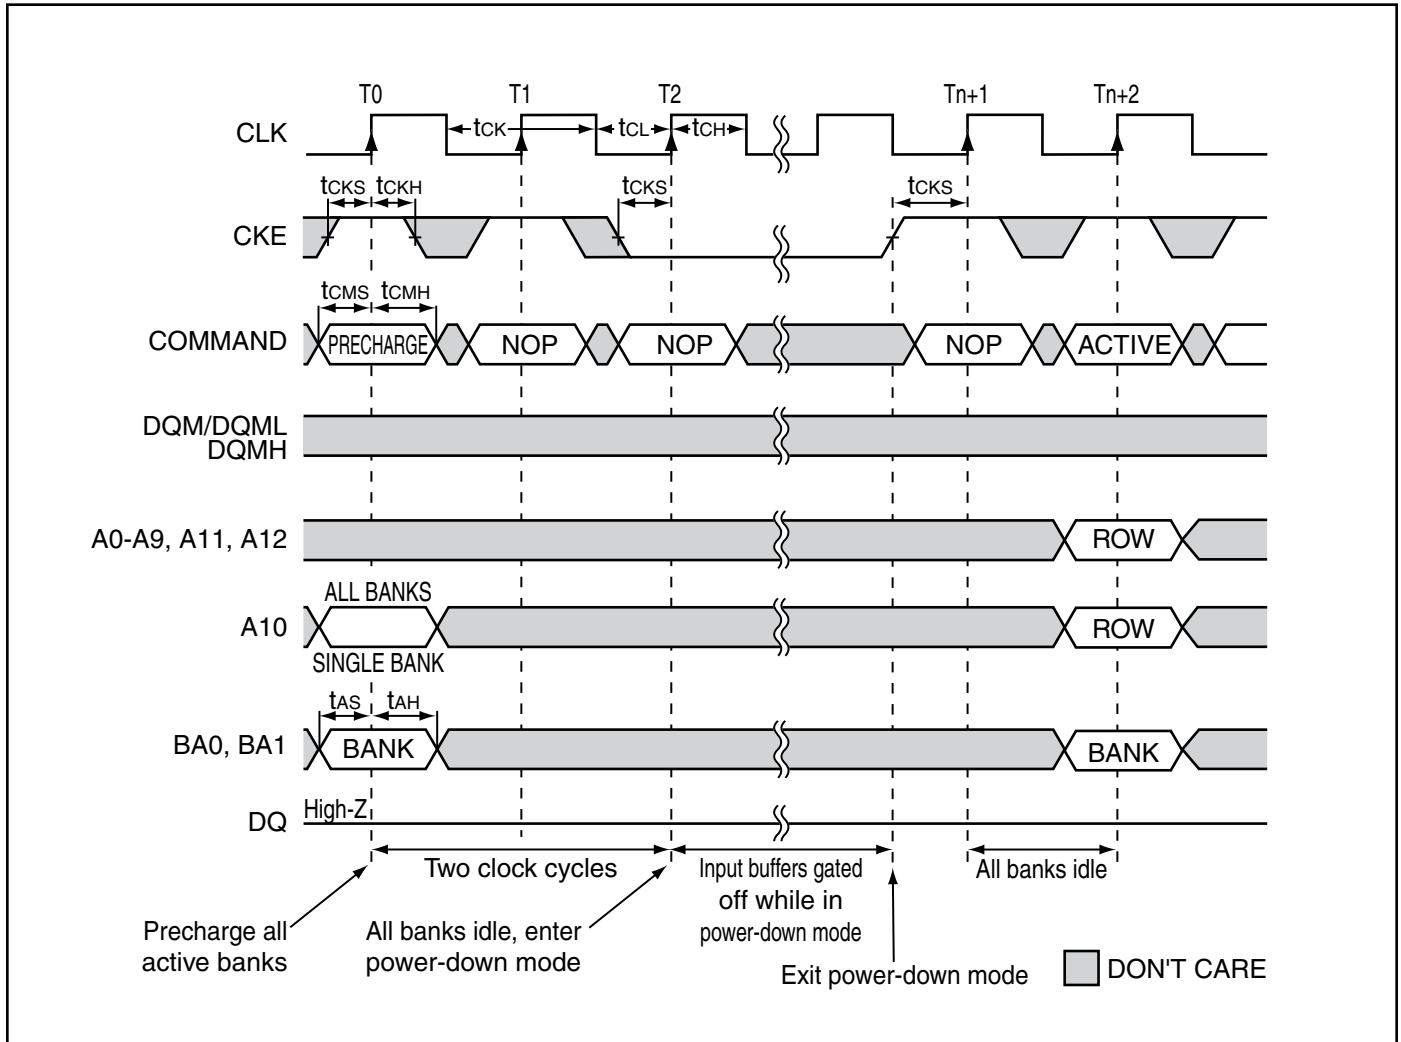 T0 T1 T2 Tn+1 Tn+2
CLK tCK tCL tCH
tCKS tCKH tCKS tCKS
CKE
tCMS tCMH
COMMAND PRECHARGE NOP NOP NOP ACTIVE
DQM/DQML
DQMH
A0-A9, A11, A12 ROW
ALL BANKS
A10 ROW
SINGLE BANK
tAS tAH
BA0, BA1 BANK BANK
DQ High-Z
Two clock cycles
Input buffers gated
off while in
power-down mode
All banks idle
Precharge all
active banks
All banks idle, enter
power-down mode
Exit power-down mode
DON'T CARE